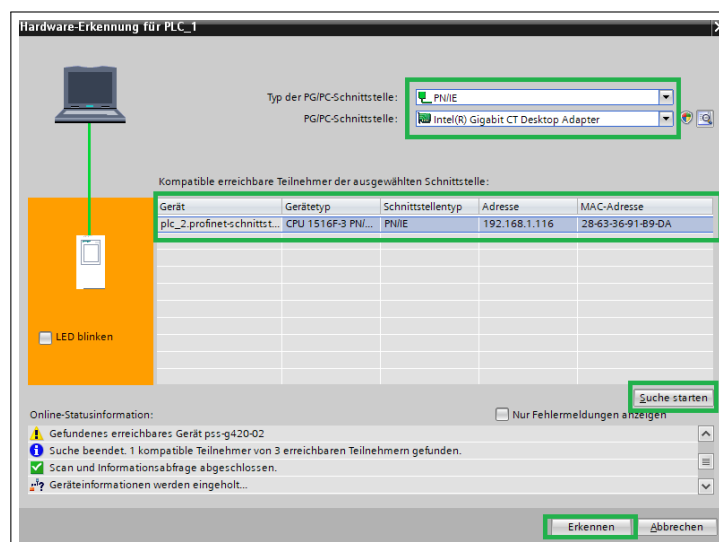 Hardware-Erkennung für PLC_1
Typ der PG/PC-Schnittstelle: PN/IE
PG/PC-Schnittstelle: Intel(R) Gigabit CT Desktop Adapter
Kompatible erreichbare Teilnehmer der ausgewählten Schnittstelle:
Gerät Gerätetyp Schnittstellentyp Adresse MAC-Adresse
plc_2.profinet-schnittst... CPU 1516F-3 PN/... PN/IE 192.168.1.116 28-63-36-91-B9-DA
LED blinken
Suche starten
Online-Statusinformation: Nur Fehlermeldungen anzeigen
Gefundenes erreichbares Gerät pss-g420-02
Suche beendet. 1 kompatible Teilnehmer von 3 erreichbaren Teilnehmern gefunden.
Scan und Informationsabfrage abgeschlossen.
Geräteinformationen werden eingeholt...
Erkennen Abbrechen